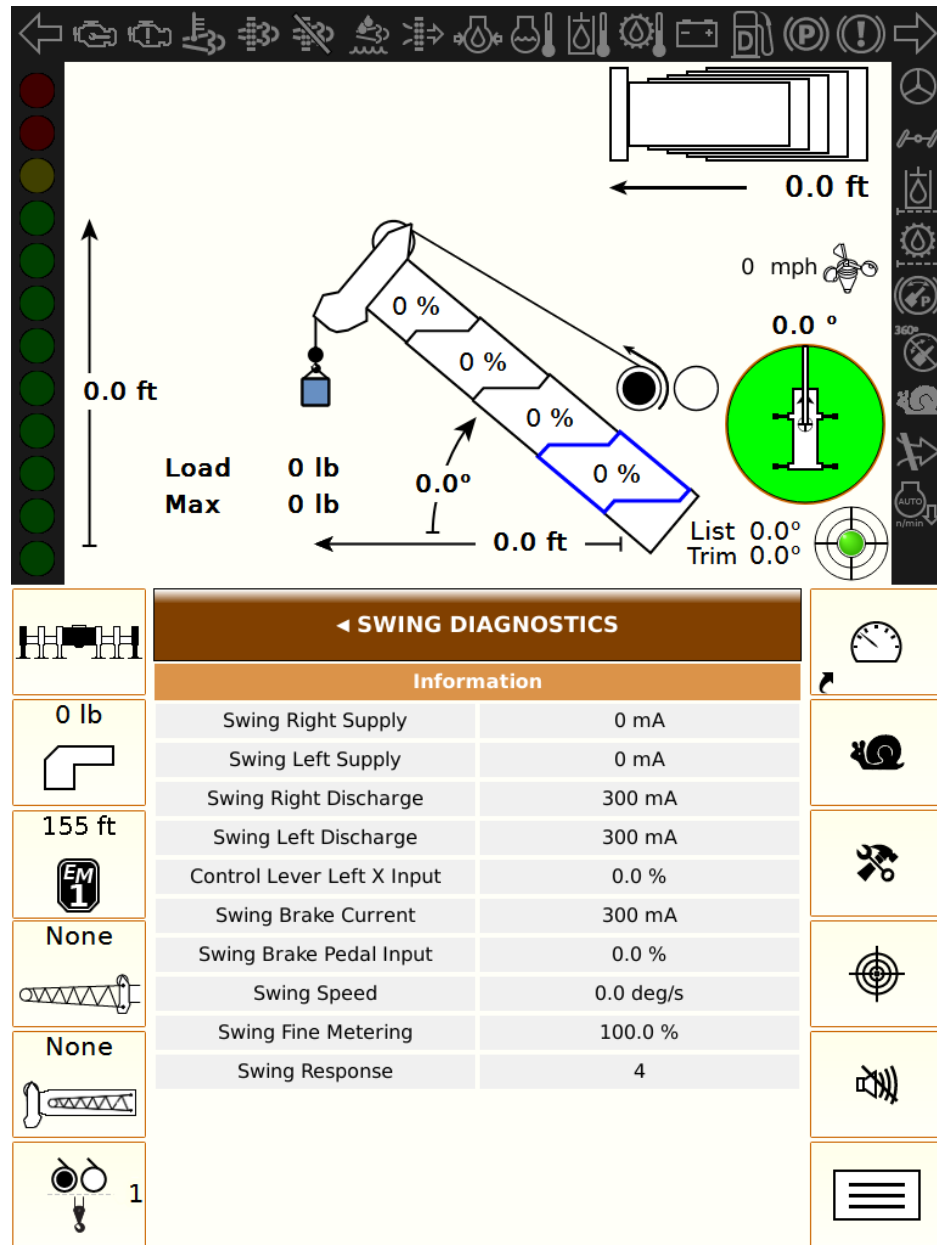 0.0 ft
0 mph
0 %
0.0 °
0 %
0.0 ft
0 %
360°
Load 0 lb
Max 0 lb
0.0°
0 %
0.0 ft
List 0.0°
Trim 0.0°
AUTO
n/min
P
P
◄ SWING DIAGNOSTICS
Information
0 lb
155 ft
EM
1
None
None
1
Swing Right Supply 0 mA
Swing Left Supply 0 mA
Swing Right Discharge 300 mA
Swing Left Discharge 300 mA
Control Lever Left X Input 0.0 %
Swing Brake Current 300 mA
Swing Brake Pedal Input 0.0 %
Swing Speed 0.0 deg/s
Swing Fine Metering 100.0 %
Swing Response 4